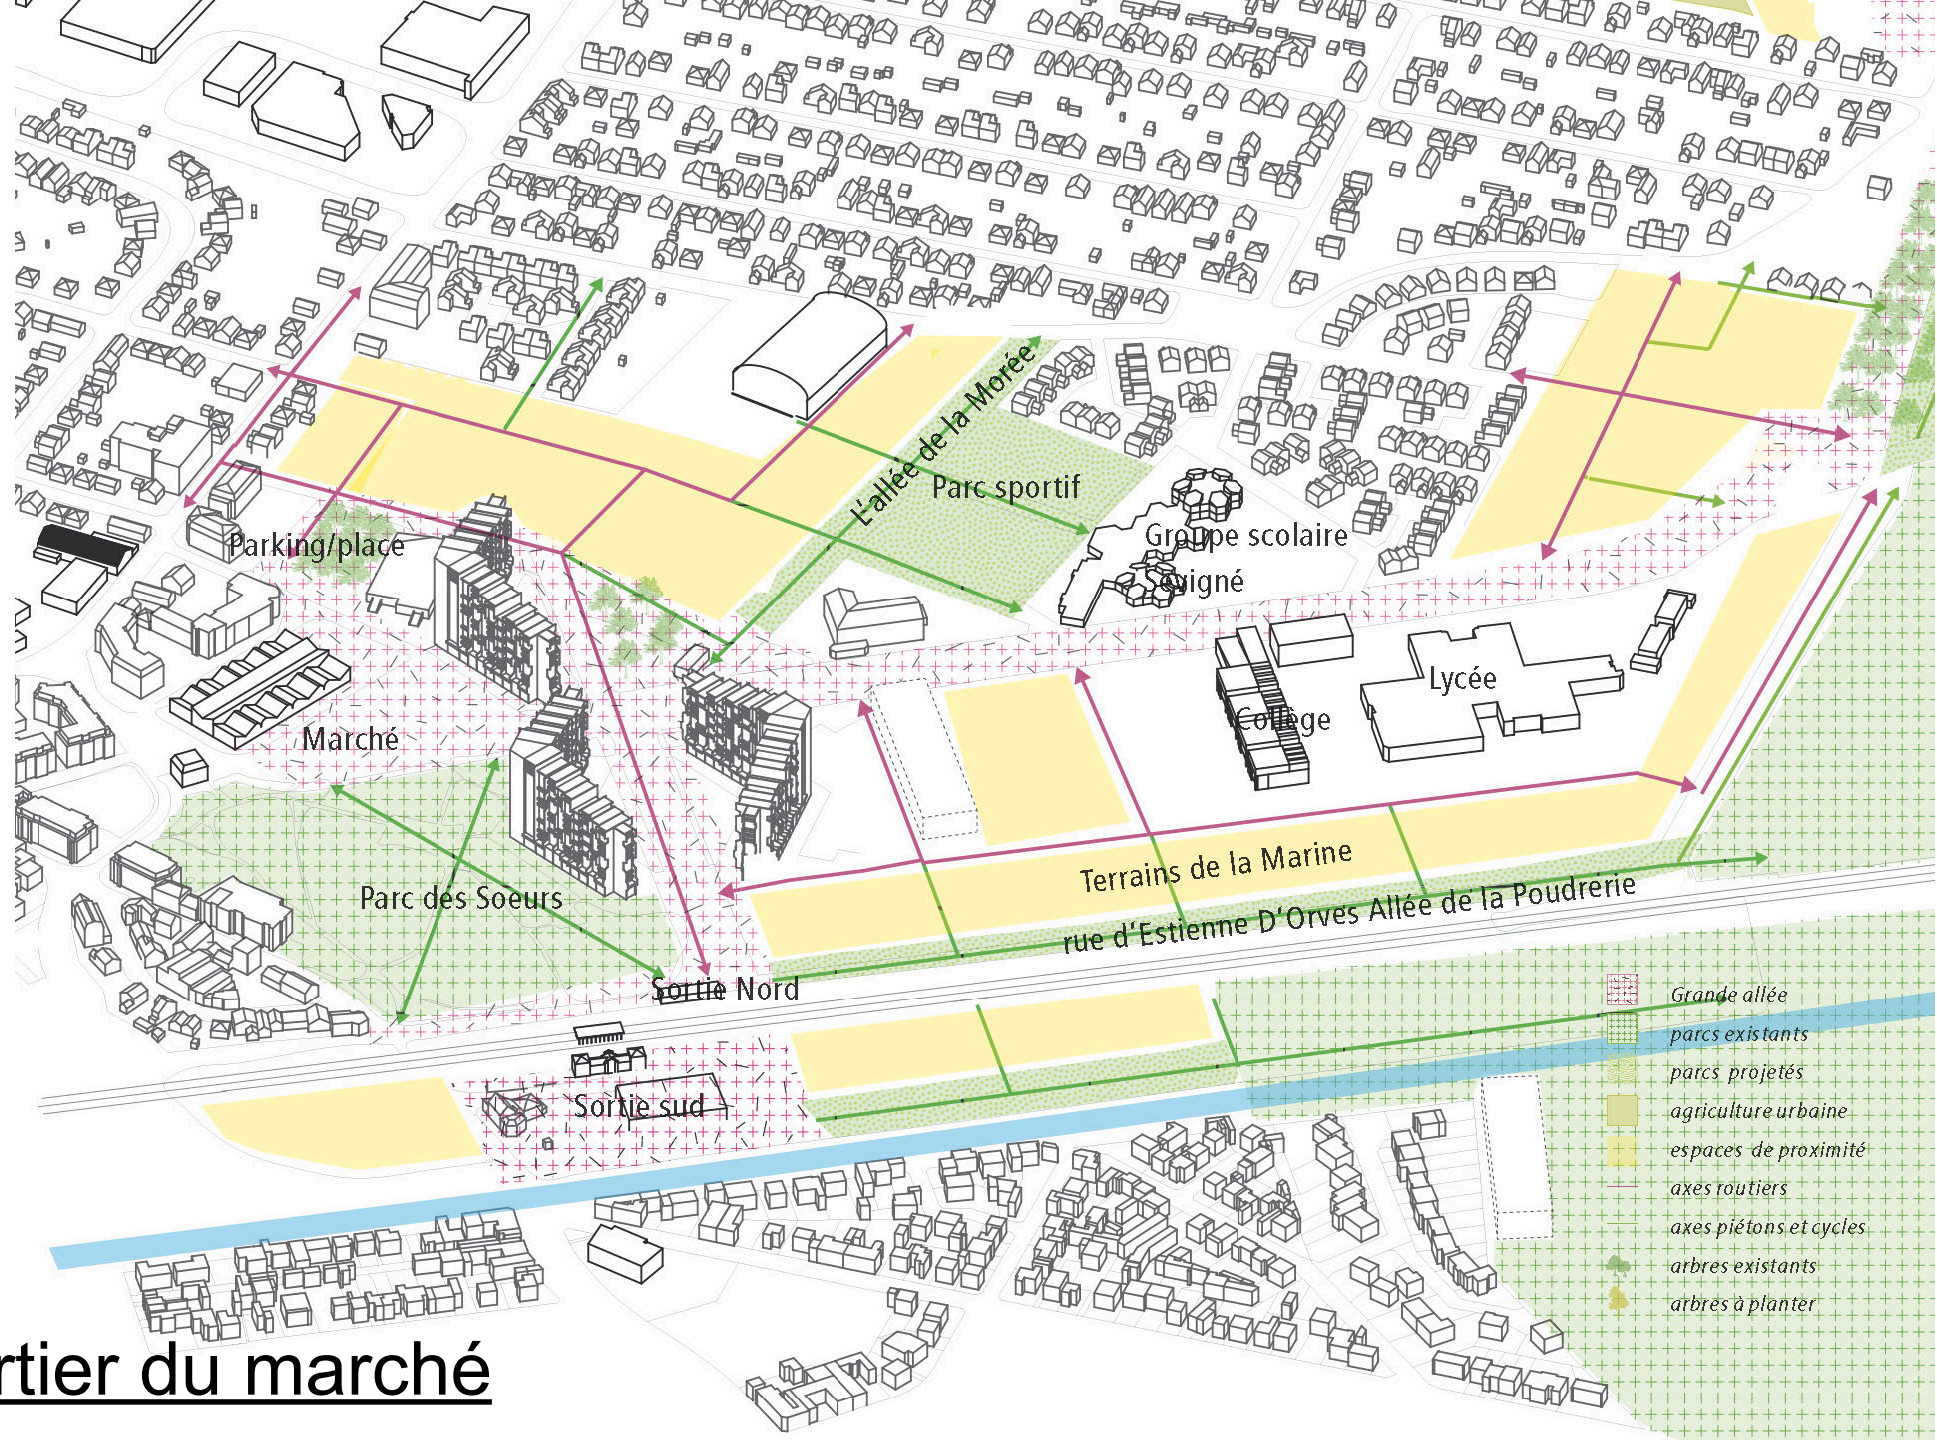 L'allée de la Morée
Parc sportif
Groupe scolaire
Sévigné
Parking/place
Lycée
Collège
Marché
Terrains de la Marine
Parc des Soeurs
rue d'Estienne D'Orves Allée de la Poudrerie
Sortie Nord
Sortie sud
Grande allée
parcs existants
parcs projetés
agriculture urbaine
espaces de proximité
axes routiers
axes piétons et cycles
arbres existants
arbres à planter
rtier du marché